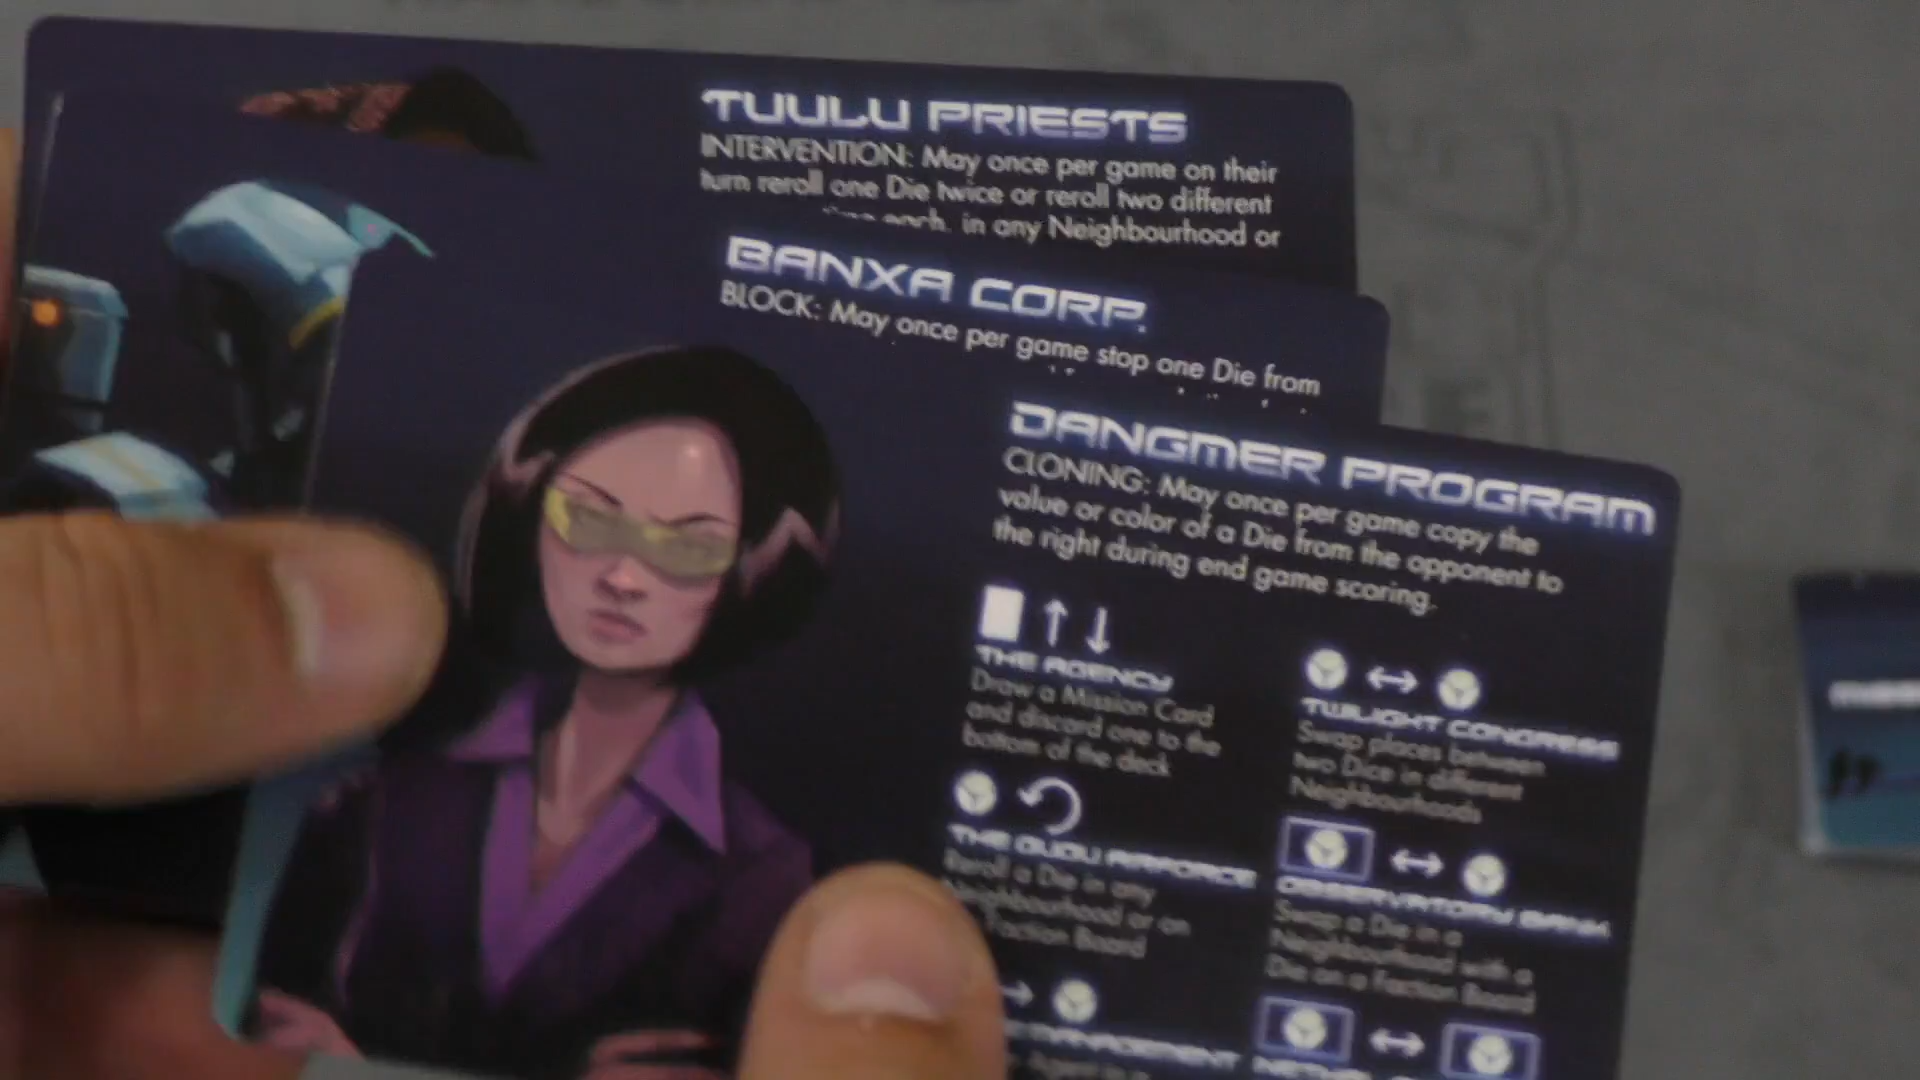 TUULU PRIESTS
INTERVENTION: May once per game on their
turn reroll one Die twice or reroll two different
each, in any Neighbourhood or
BANXA CORP.
BLOCK: May once per game stop one Die from
DANGMER PROGRAM
CLONING: May once per game copy the
value or color of a Die from the opponent to
the right during end game scoring.
THE AGENCY
Draw a Mission Card
and discard one to the
bottom of the deck
TWILIGHT CONGRESS
Swap places between
two Dice in different
Neighbourhoods
THE DUDU AIRFORCE
Reroll a Die in any
Neighbourhood or on
Faction Board
OBSERVATORY BANK
Swap a Die in a
Neighbourhood with a
Die on a Faction Board
MANAGEMENT